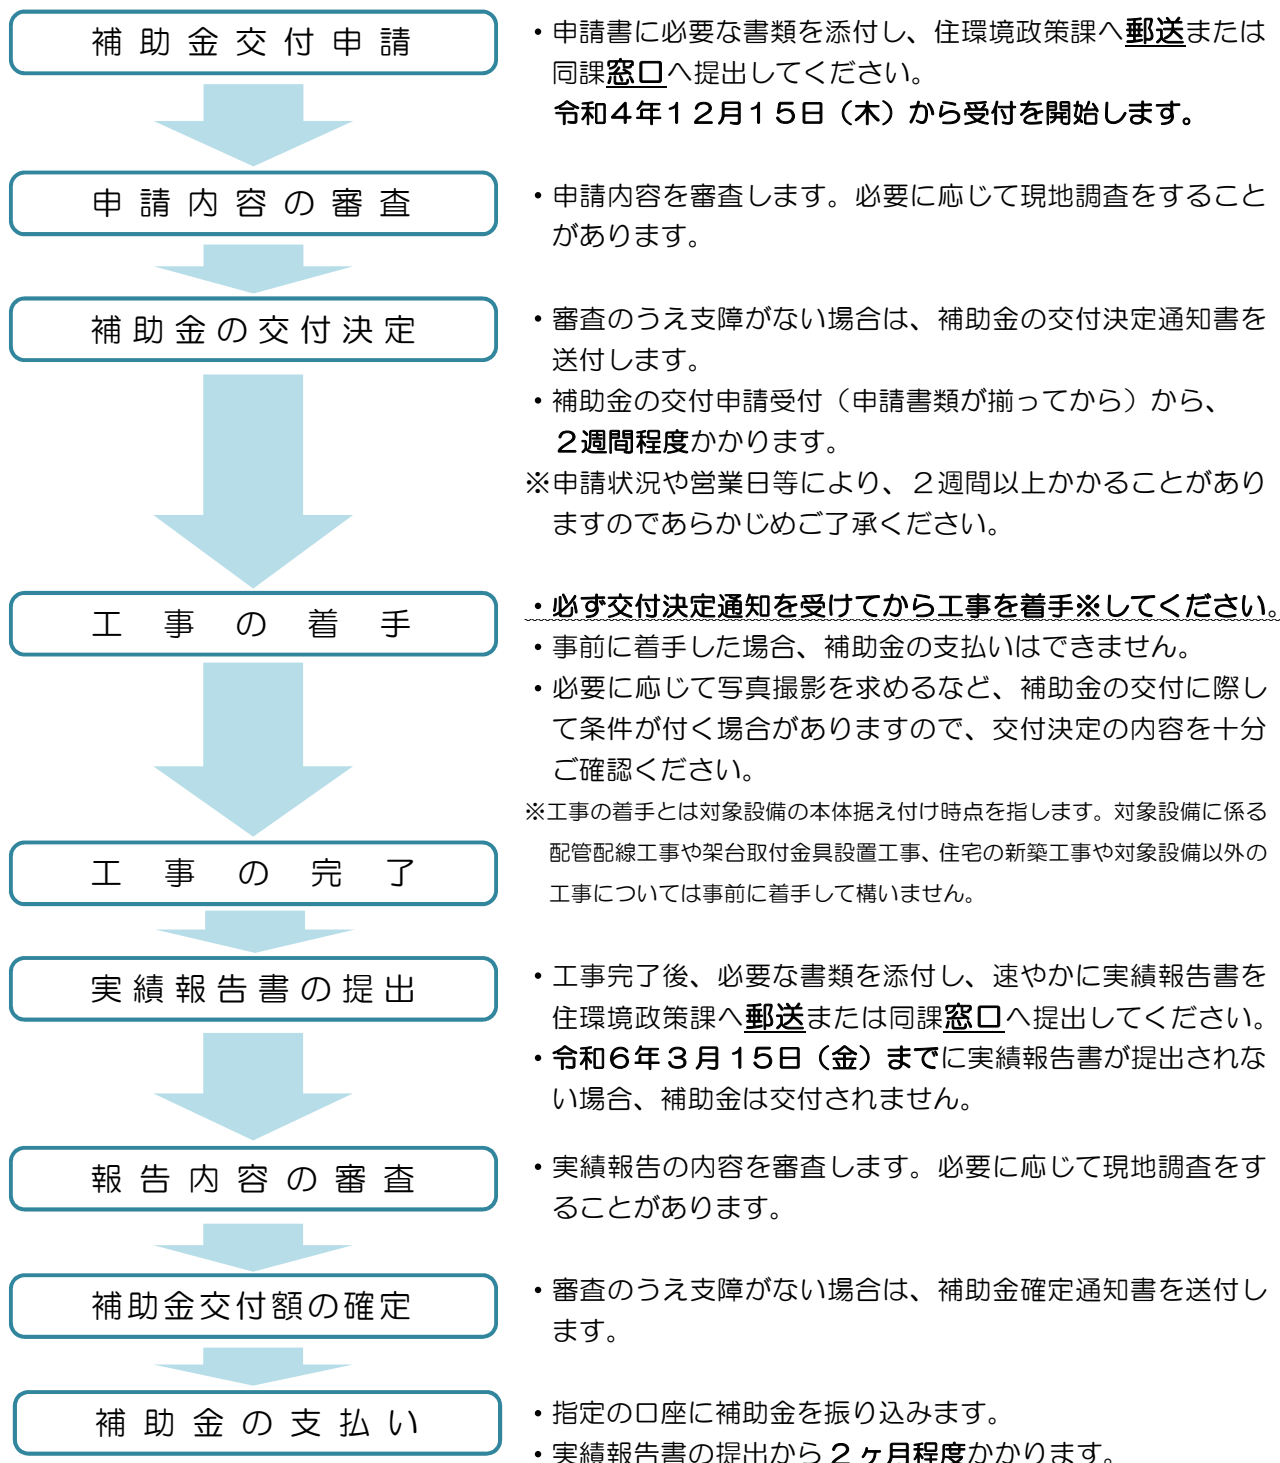 補助金交付申請
・申請書に必要な書類を添付し、住環境政策課へ郵送または
同課窓口へ提出してください。
令和４年１２月１５日（木）から受付を開始します。
申請内容の審査
・申請内容を審査します。必要に応じて現地調査をすること
があります。
補助金の交付決定
・審査のうえ支障がない場合は、補助金の交付決定通知書を
送付します。
・補助金の交付申請受付（申請書類が揃ってから）から、
２週間程度かかります。
※申請状況や営業日等により、２週間以上かかることがあり
ますのであらかじめご了承ください。
工事の着手
・必ず交付決定通知を受けてから工事を着手※してください。
・事前に着手した場合、補助金の支払いはできません。
・必要に応じて写真撮影を求めるなど、補助金の交付に際し
て条件が付く場合がありますので、交付決定の内容を十分
ご確認ください。
※工事の着手とは対象設備の本体据え付け時点を指します。対象設備に係る
配管配線工事や架台取付金具設置工事、住宅の新築工事や対象設備以外の
工事については事前に着手して構いません。
工事の完了
実績報告書の提出
・工事完了後、必要な書類を添付し、速やかに実績報告書を
住環境政策課へ郵送または同課窓口へ提出してください。
・令和６年３月１５日（金）までに実績報告書が提出されな
い場合、補助金は交付されません。
報告内容の審査
・実績報告の内容を審査します。必要に応じて現地調査をす
ることがあります。
補助金交付額の確定
・審査のうえ支障がない場合は、補助金確定通知書を送付し
ます。
補助金の支払い
・指定の口座に補助金を振り込みます。
・実績報告書の提出から２ヶ月程度かかります。